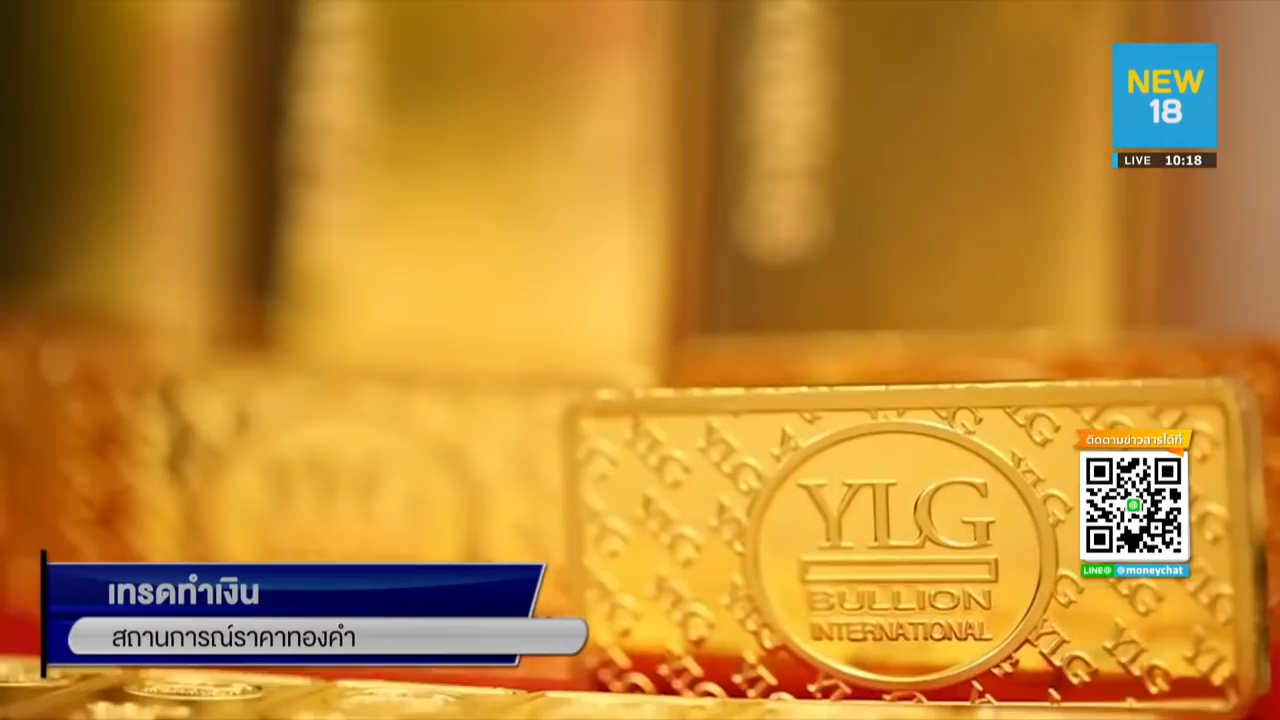 NEW
18
LIVE 10:18
ติดตามข่าวสารได้ที่
LINE@ @moneychat
YLG
BULLION
INTERNATIONAL
เทรดทำเงิน
สถานการณ์ราคาทองคำ